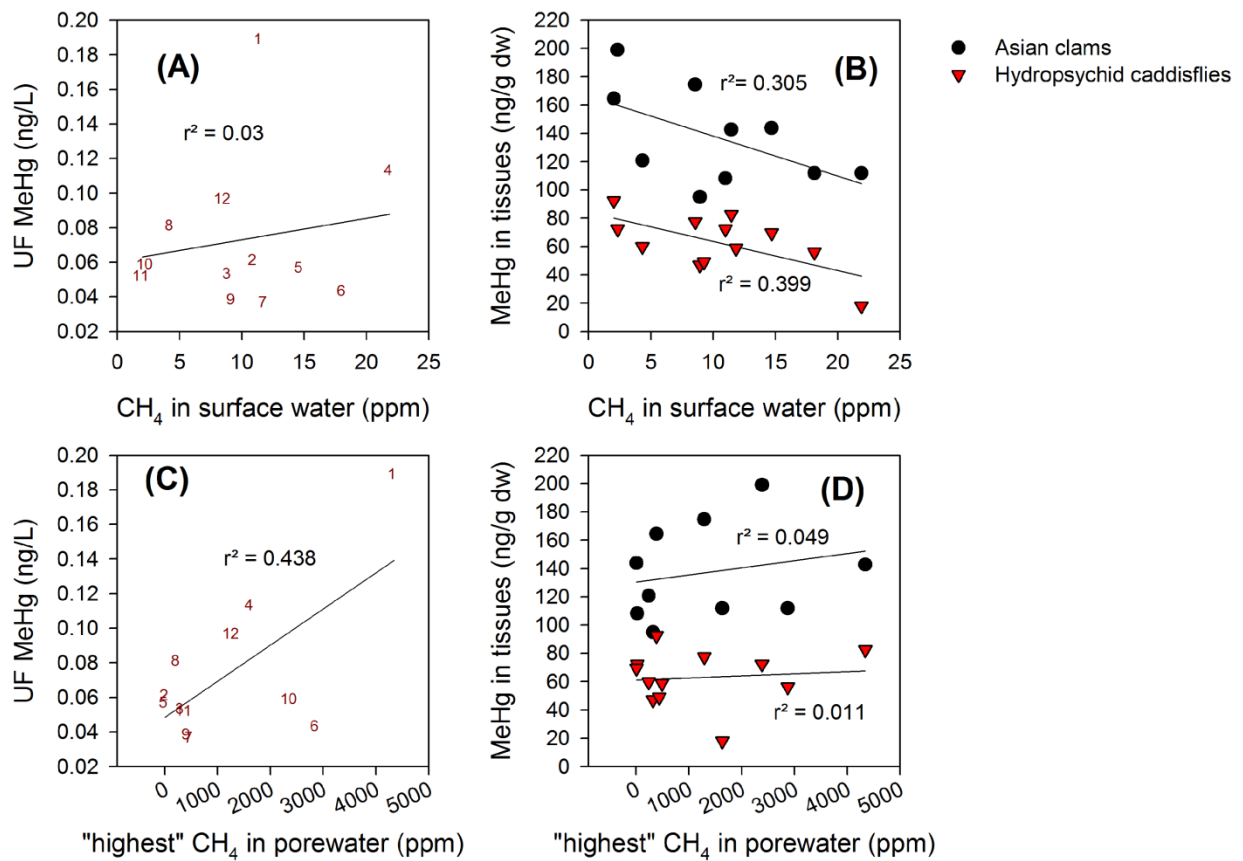 (A)
UF MeHg (ng/L)
0.20
0.18
0.16
0.14
0.12
0.10
0.08
0.06
0.04
0.02
r² = 0.03
1
4
12
8
2
10
11
3
5
9
7
6
0 5 10 15 20 25
CH₄ in surface water (ppm)
(B)
MeHg in tissues (ng/g dw)
220
200
180
160
140
120
100
80
60
40
20
0
r²= 0.305
r² = 0.399
0 5 10 15 20 25
CH₄ in surface water (ppm)
Asian clams
Hydropsychid caddisflies
(C)
UF MeHg (ng/L)
0.20
0.18
0.16
0.14
0.12
0.10
0.08
0.06
0.04
0.02
r² = 0.438
1
4
12
8
2
5
3
11
10
9
7
6
0 1000 2000 3000 4000 5000
"highest" CH₄ in porewater (ppm)
(D)
MeHg in tissues (ng/g dw)
220
200
180
160
140
120
100
80
60
40
20
0
r² = 0.049
r² = 0.011
0 1000 2000 3000 4000 5000
"highest" CH₄ in porewater (ppm)